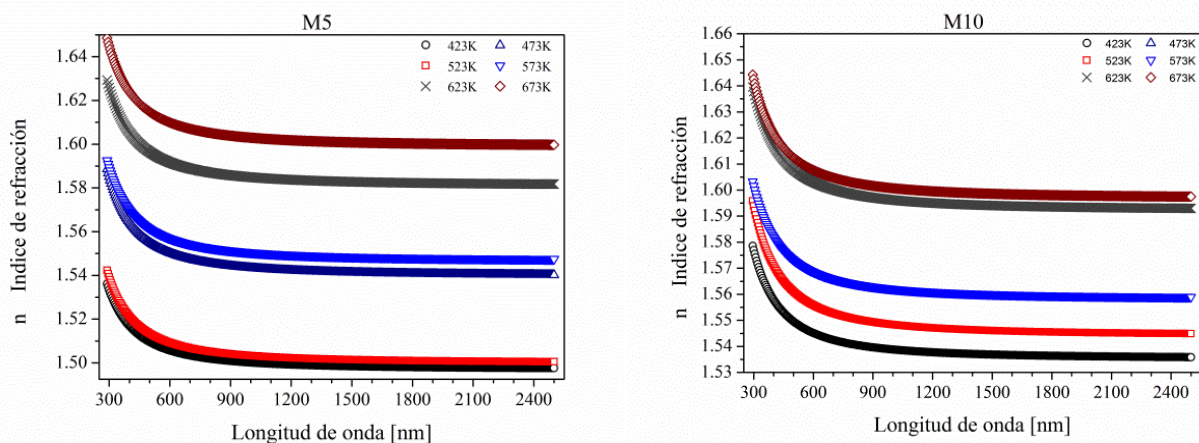 M5
1.64
1.62
1.60
1.58
1.56
1.54
1.52
1.50
n Indice de refracción
423K 473K
523K 573K
623K 673K
300 600 900 1200 1500 1800 2100 2400
Longitud de onda [nm]
M10
1.66
1.65
1.64
1.62
1.61
1.60
1.59
1.58
1.57
1.56
1.55
1.54
1.53
n Indice de refracción
423K 473K
523K 573K
623K 673K
300 600 900 1200 1500 1800 2100 2400
Longitud de onda [nm]